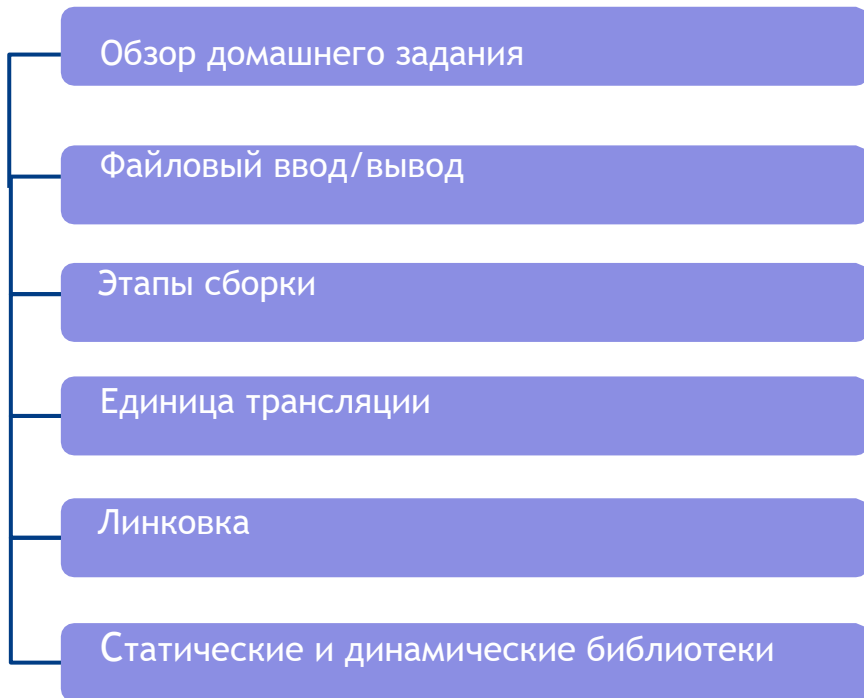 Обзор домашнего задания
Файловый ввод/вывод
Этапы сборки
Единица трансляции
Линковка
Статические и динамические библиотеки